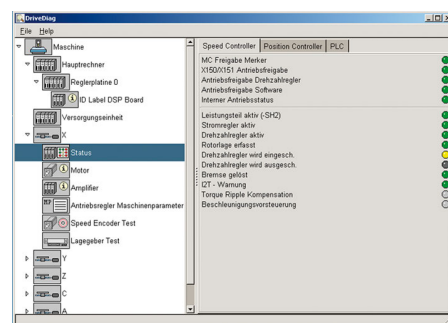 DriveDiag
File Help
Maschine
Hauptrechner
Reglerplatine 0
ID Label DSP Board
Versorgungseinheit
X
Status
Motor
Amplifier
Antriebsregler Maschinenparameter
Speed Encoder Test
Lagegeber Test
Y
Z
C
A
Speed Controller Position Controller PLC
MC Freigabe Merker
X150/X151 Antriebsfreigabe
Antriebsfreigabe Drehzahlregler
Antriebsfreigabe Software
Interner Antriebsstatus
Leistungsteil aktiv (-SH2)
Stromregler aktiv
Drehzahlregler aktiv
Rotorlage erfasst
Drehzahlregler wird eingesch.
Drehzahlregler wird ausgesch.
Bremse gelöst
I2T - Warnung
Torque Ripple Kompensation
Beschleunigungsvorsteuerung